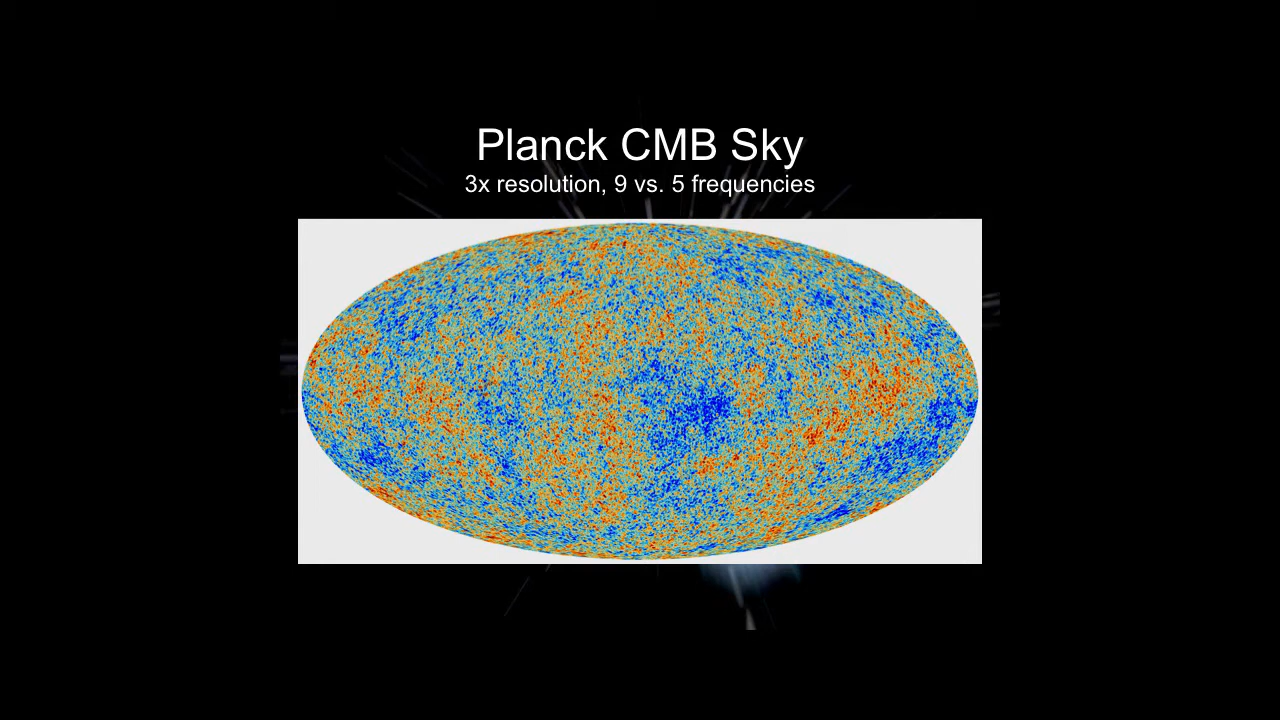 Planck CMB Sky
3x resolution, 9 vs. 5 frequencies